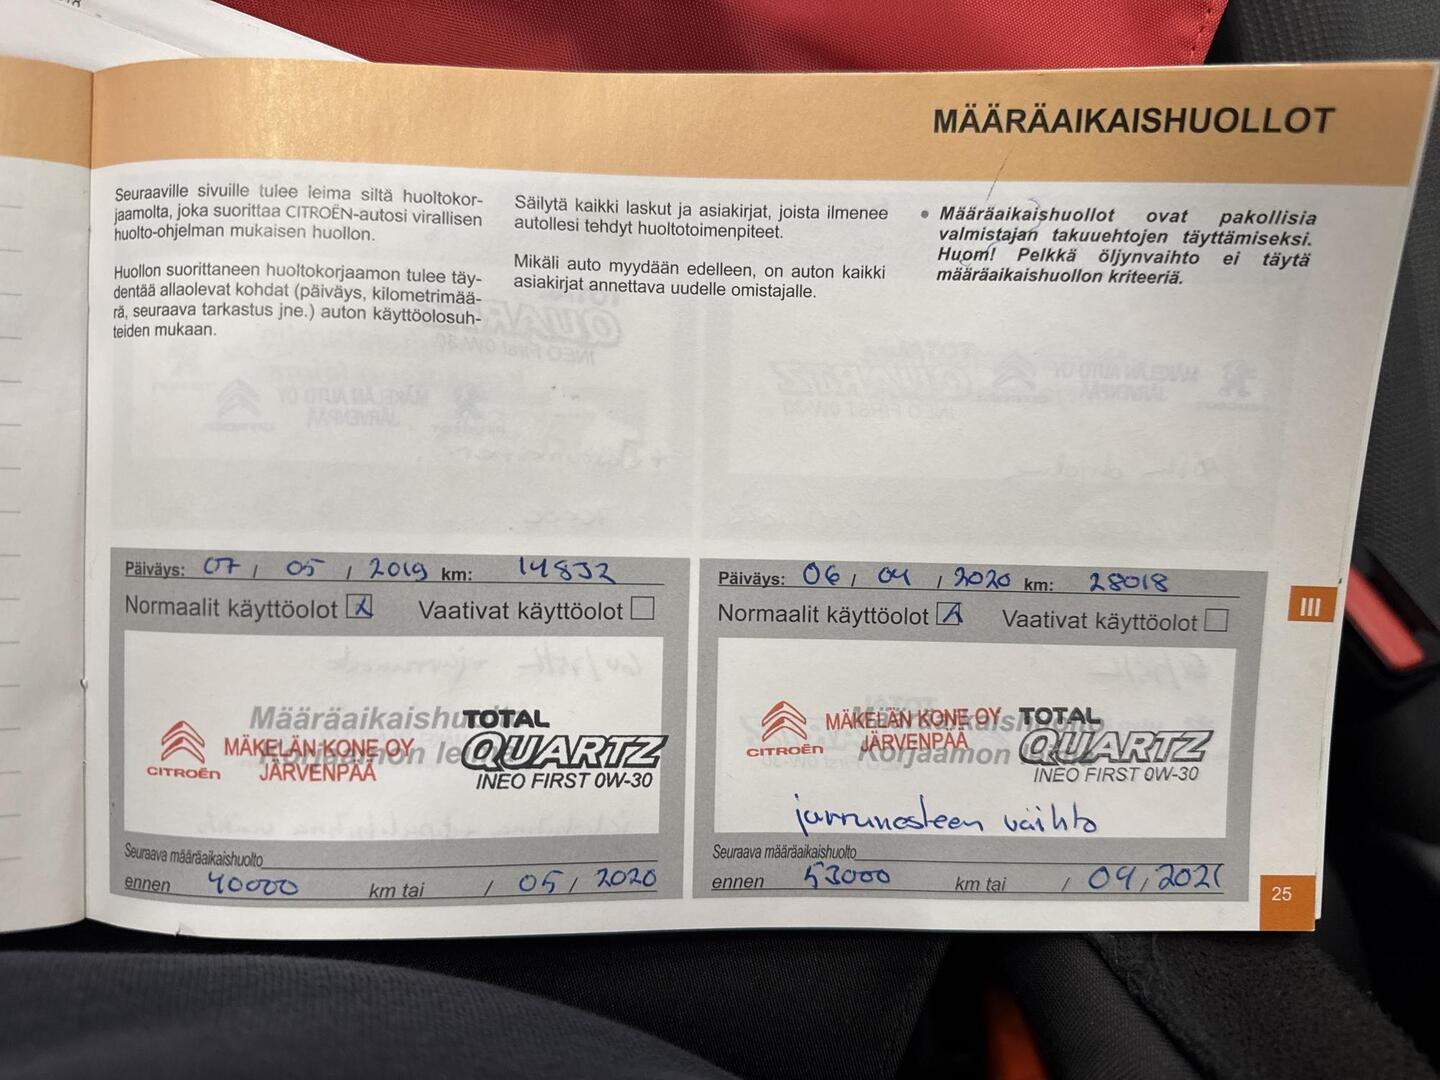 MÄÄRÄAIKAISHUOLLOT
Seuraaville sivuille tulee leima siltä huoltokor-
jaamolta, joka suorittaa CITROËN-autosi virallisen
huolto-ohjelman mukaisen huollon.
Huollon suorittaneen huoltokorjaamon tulee täy-
dentää allaolevat kohdat (päiväys, kilometrimää-
rä, seuraava tarkastus jne.) auton käyttöolosuh-
teiden mukaan.
Säilytä kaikki laskut ja asiakirjat, joista ilmenee
autollesi tehdyt huoltotoimenpiteet.
Mikäli auto myydään edelleen, on auton kaikki
asiakirjat annettava uudelle omistajalle.
• Määräaikaishuollot ovat pakollisia
valmistajan takuuehtojen täyttämiseksi.
Huom! Pelkkä öljynvaihto ei täytä
määräaikaishuollon kriteeriä.
Päiväys: 07 / 05 / 2019 km: 14832
Normaalit käyttöolot X Vaativat käyttöolot
Määräaikaishuollot
Korjaamon leima
CITROËN
MÄKELÄN KONE OY
JÄRVENPÄÄ
TOTAL
QUARTZ
INEO FIRST 0W-30
Seuraava määräaikaishuolto
ennen 40000 km tai / 05 / 2020
Päiväys: 06 / 04 / 2020 km: 28018
Normaalit käyttöolot X Vaativat käyttöolot
Määräaikaishuollot
Korjaamon leima
CITROËN
MÄKELÄN KONE OY
JÄRVENPÄÄ
TOTAL
QUARTZ
INEO FIRST 0W-30
jarrunesteen vaihto
Seuraava määräaikaishuolto
ennen 53000 km tai / 04 / 2021
III
25